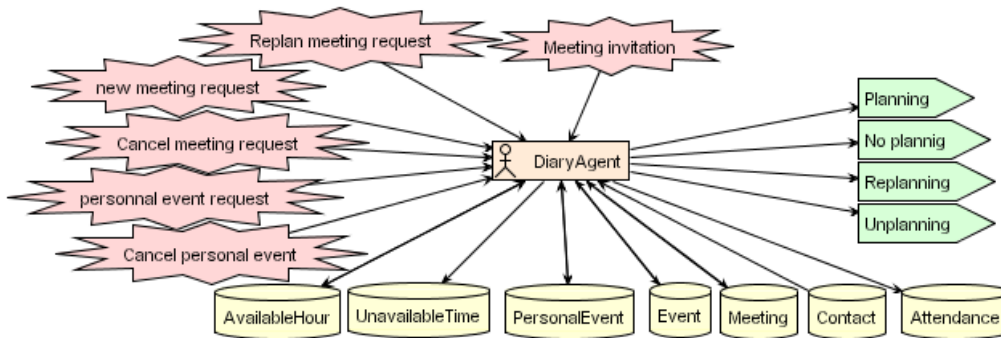 Replan meeting request
Meeting invitation
new meeting request
Cancel meeting request
personnal event request
Cancel personal event
DiaryAgent
Planning
No plannig
Replanning
Unplanning
AvailableHour
UnavailableTime
PersonalEvent
Event
Meeting
Contact
Attendance